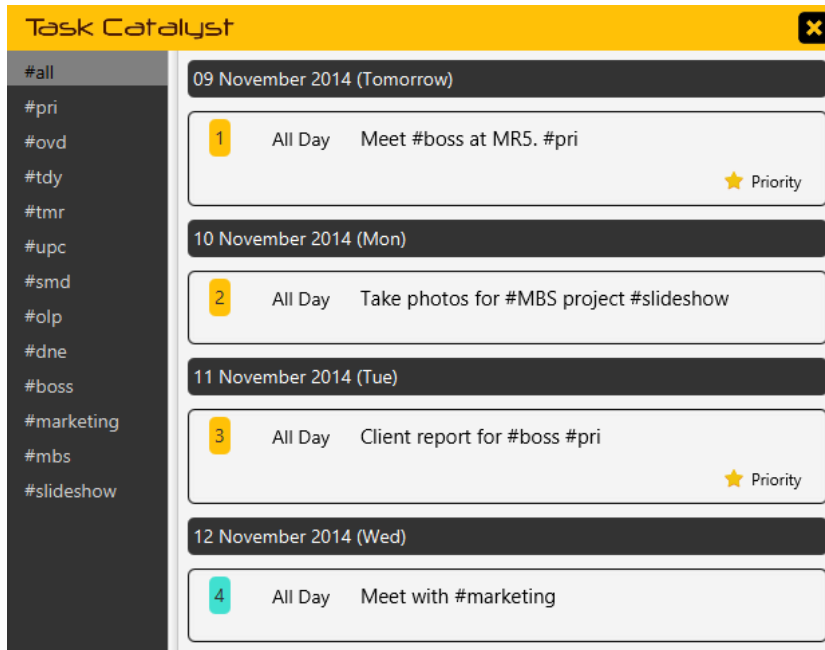 Task Catalyst
#all
#pri
#ovd
#tdy
#tmr
#upc
#smd
#olp
#dne
#boss
#marketing
#mbs
#slideshow
09 November 2014 (Tomorrow)
1 All Day Meet #boss at MR5. #pri
Priority
10 November 2014 (Mon)
2 All Day Take photos for #MBS project #slideshow
11 November 2014 (Tue)
3 All Day Client report for #boss #pri
Priority
12 November 2014 (Wed)
4 All Day Meet with #marketing